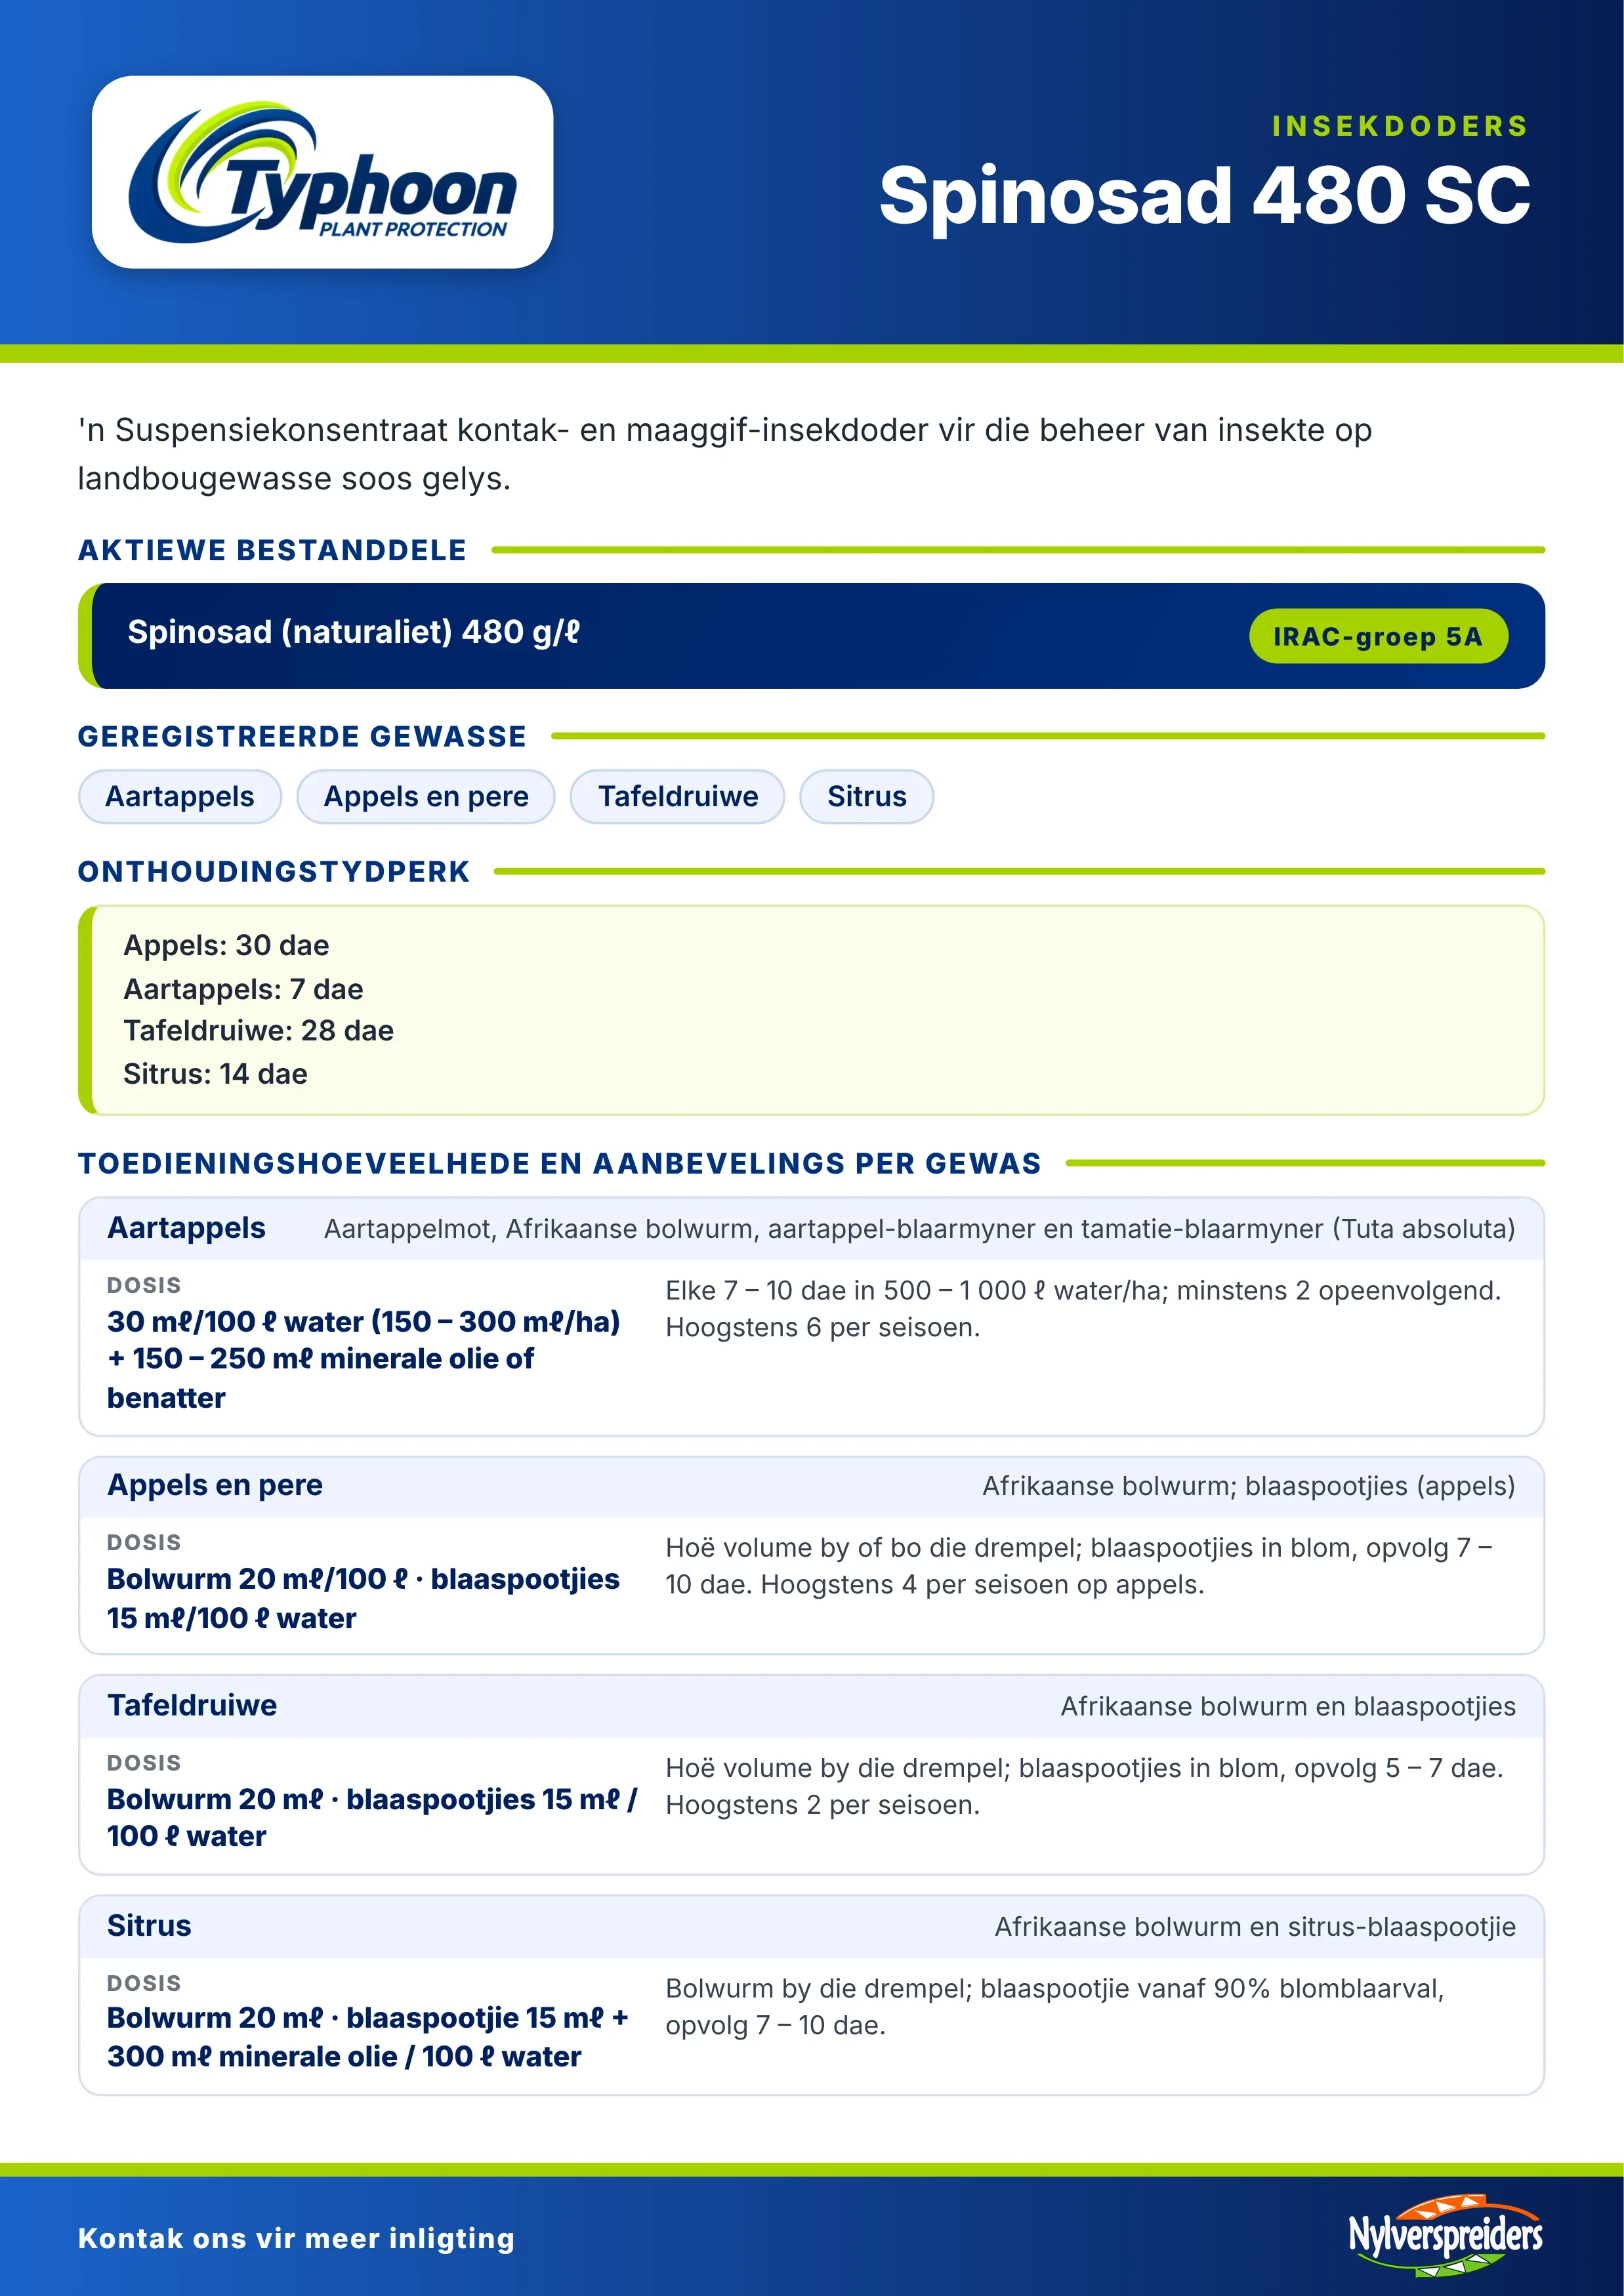 Typhoon
PLANT PROTECTION
INSEKDODERS
Spinosad 480 SC
'n Suspensiekonsentraat kontak- en maaggif-insekdoder vir die beheer van insekte op
landbougewasse soos gelys.
AKTIEWE BESTANDDELE
Spinosad (naturaliet) 480 g/ℓ
IRAC-groep 5A
GEREGISTREERDE GEWASSE
Aartappels
Appels en pere
Tafeldruiwe
Sitrus
ONTHOUDINGSTYDPERK
Appels: 30 dae
Aartappels: 7 dae
Tafeldruiwe: 28 dae
Sitrus: 14 dae
TOEDIENINGSHOEVEELHEDE EN AANBEVELINGS PER GEWAS
Aartappels
Aartappelmot, Afrikaanse bolwurm, aartappel-blaarmyner en tamatie-blaarmyner (Tuta absoluta)
DOSIS
30 mℓ/100 ℓ water (150 – 300 mℓ/ha)
+ 150 – 250 mℓ minerale olie of
benatter
Elke 7 – 10 dae in 500 – 1 000 ℓ water/ha; minstens 2 opeenvolgend.
Hoogstens 6 per seisoen.
Appels en pere
Afrikaanse bolwurm; blaaspootjies (appels)
DOSIS
Bolwurm 20 mℓ/100 ℓ · blaaspootjies
15 mℓ/100 ℓ water
Hoë volume by of bo die drempel; blaaspootjies in blom, opvolg 7 –
10 dae. Hoogstens 4 per seisoen op appels.
Tafeldruiwe
Afrikaanse bolwurm en blaaspootjies
DOSIS
Bolwurm 20 mℓ · blaaspootjies 15 mℓ /
100 ℓ water
Hoë volume by die drempel; blaaspootjies in blom, opvolg 5 – 7 dae.
Hoogstens 2 per seisoen.
Sitrus
Afrikaanse bolwurm en sitrus-blaaspootjie
DOSIS
Bolwurm 20 mℓ · blaaspootjie 15 mℓ +
300 mℓ minerale olie / 100 ℓ water
Bolwurm by die drempel; blaaspootjie vanaf 90% blomblaarval,
opvolg 7 – 10 dae.
Kontak ons vir meer inligting
Nylverspreiders